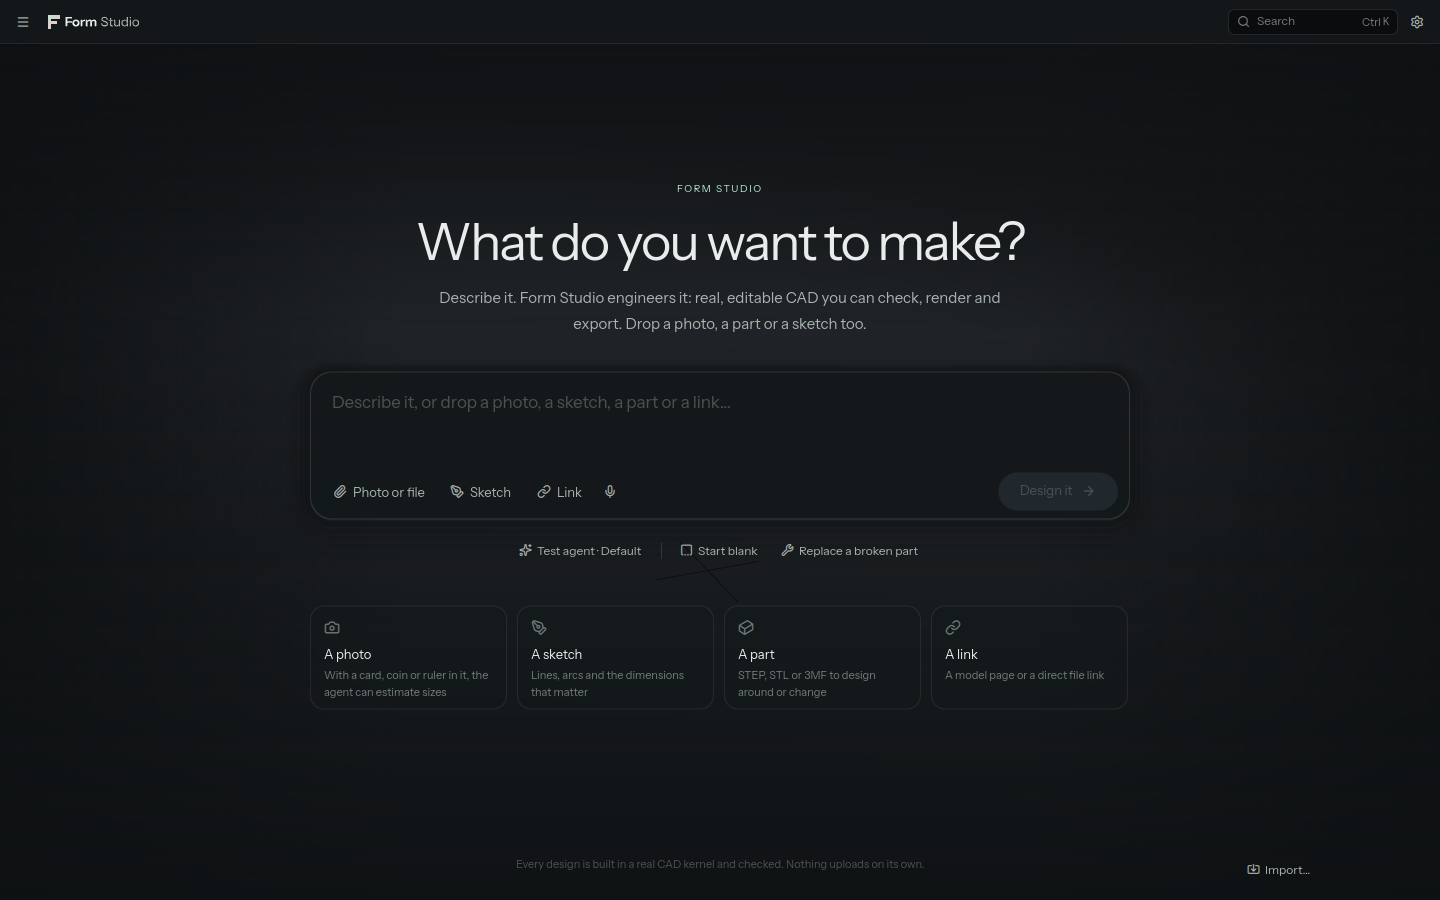 Form Studio
Search Ctrl K
FORM STUDIO
What do you want to make?
Describe it. Form Studio engineers it: real, editable CAD you can check, render and
export. Drop a photo, a part or a sketch too.
Describe it, or drop a photo, a sketch, a part or a link...
Photo or file Sketch Link Design it
Test agent · Default Start blank Replace a broken part
A photo
With a card, coin or ruler in it, the
agent can estimate sizes
A sketch
Lines, arcs and the dimensions
that matter
A part
STEP, STL or 3MF to design
around or change
A link
A model page or a direct file link
Every design is built in a real CAD kernel and checked. Nothing uploads on its own.
Import...